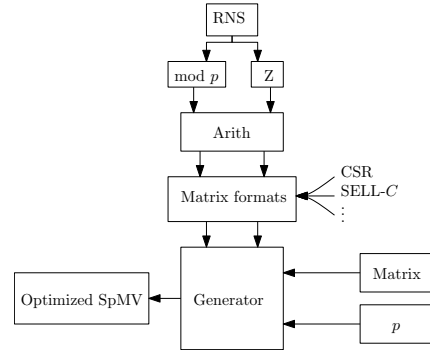 RNS
mod p
Z
Arith
Matrix formats
CSR
SELL-C
⋮
Optimized SpMV
Generator
Matrix
p